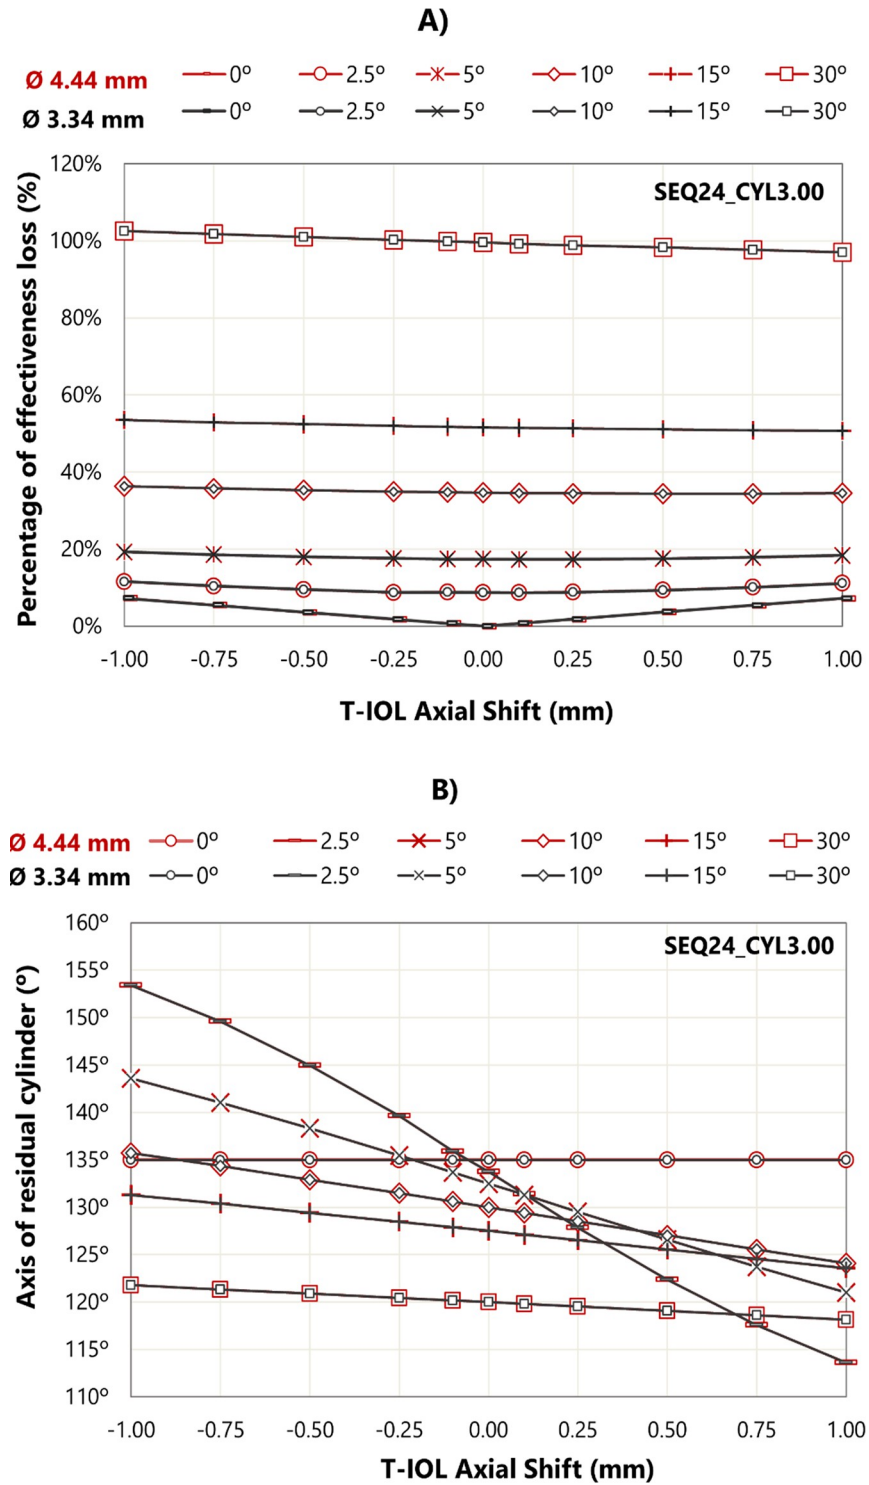 A)
Ø 4.44 mm 0º 2.5º 5º 10º 15º 30º
Ø 3.34 mm 0º 2.5º 5º 10º 15º 30º
120%
SEQ24_CYL3.00
100%
80%
60%
40%
20%
0%
Percentage of effectiveness loss (%)
-1.00 -0.75 -0.50 -0.25 0.00 0.25 0.50 0.75 1.00
T-IOL Axial Shift (mm)
B)
Ø 4.44 mm 0º 2.5º 5º 10º 15º 30º
Ø 3.34 mm 0º 2.5º 5º 10º 15º 30º
160º
SEQ24_CYL3.00
155º
150º
145º
140º
135º
130º
125º
120º
115º
110º
Axis of residual cylinder (º)
-1.00 -0.75 -0.50 -0.25 0.00 0.25 0.50 0.75 1.00
T-IOL Axial Shift (mm)